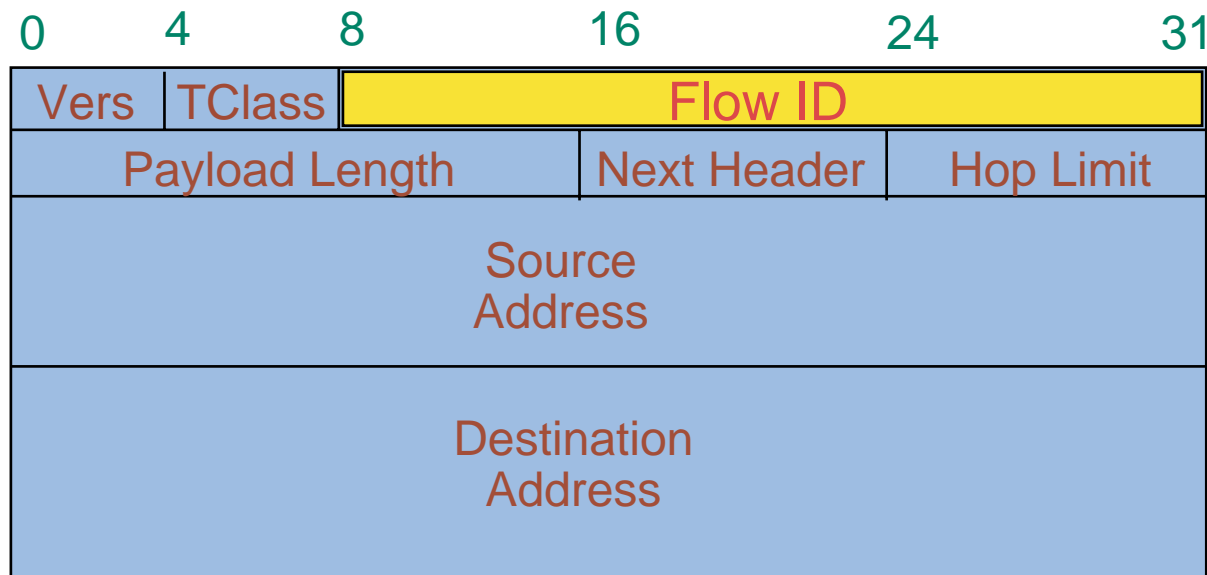 0 4 8 16 24 31
Vers TClass Flow ID
Payload Length Next Header Hop Limit
Source
Address
Destination
Address